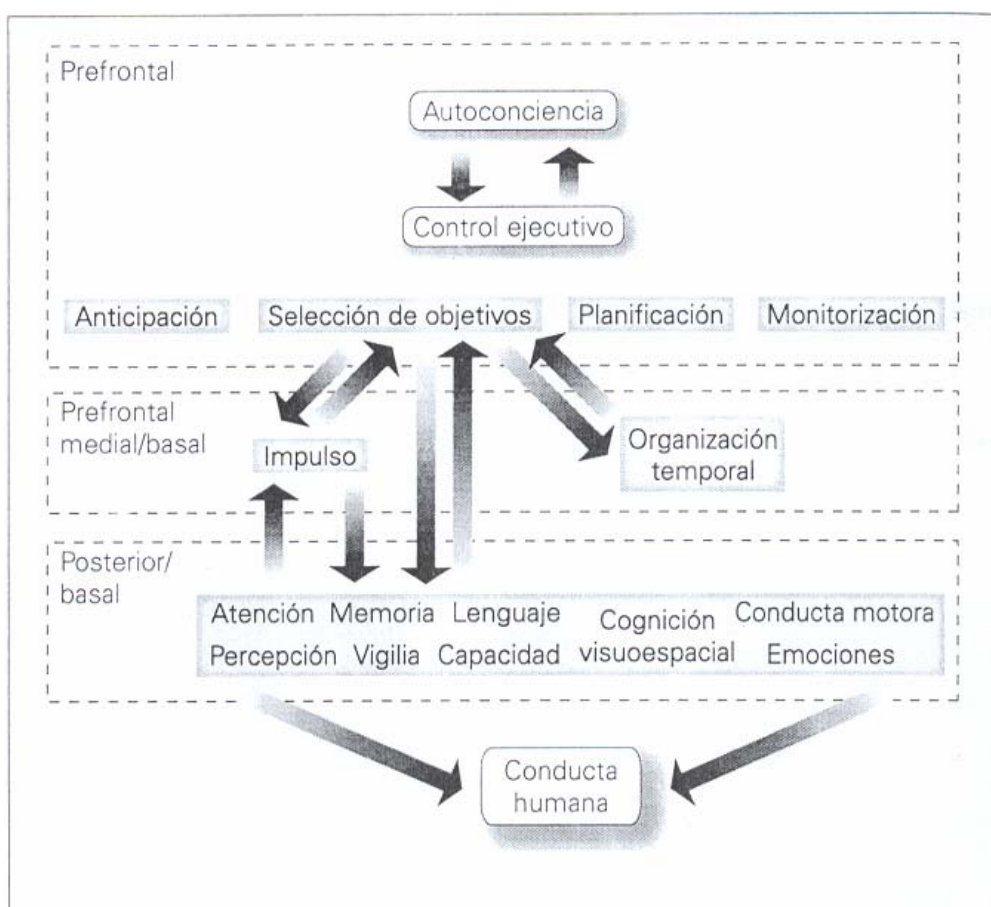 Prefrontal
Autoconciencia
Control ejecutivo
Anticipación Selección de objetivos Planificación Monitorización
Prefrontal
medial/basal
Impulso
Organización
temporal
Posterior/
basal
Atención Memoria Lenguaje Cognición Conducta motora
Percepción Vigilia Capacidad visuoespacial Emociones
Conducta
humana